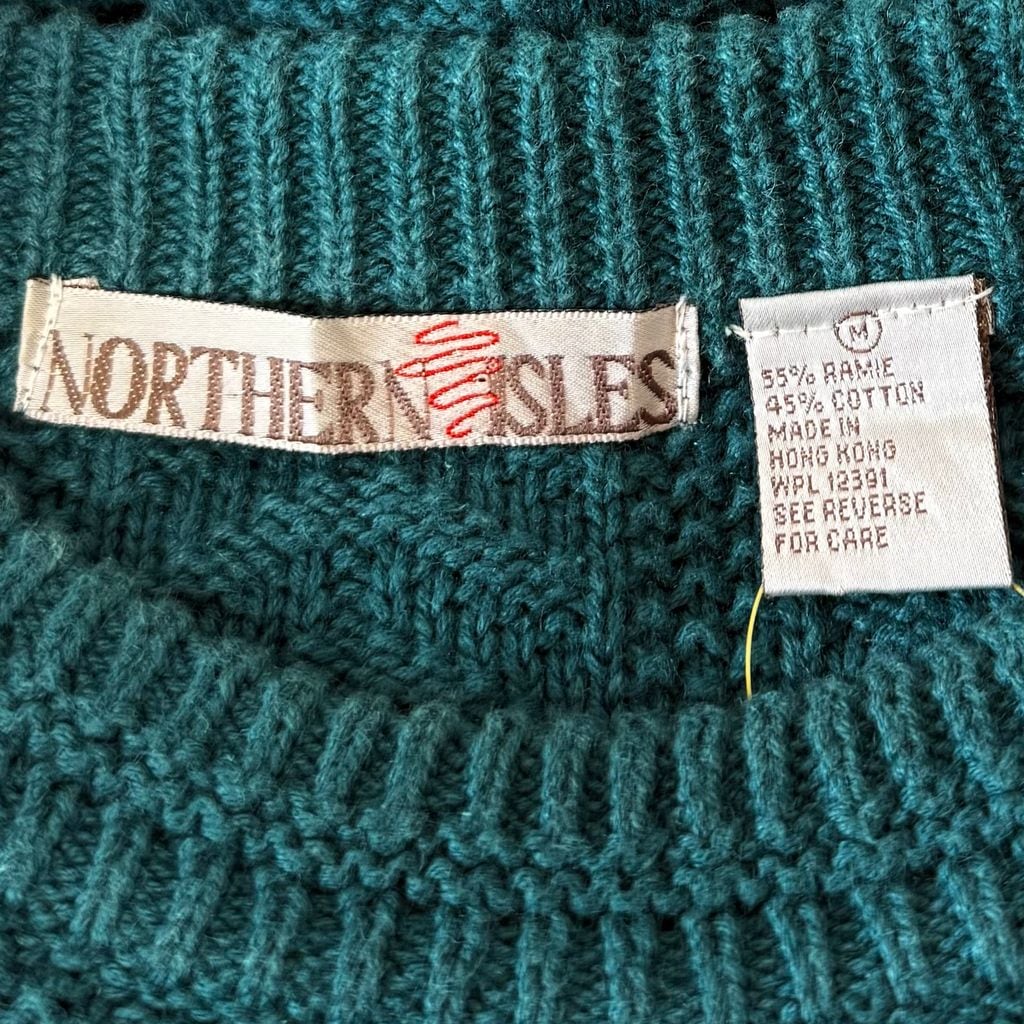 NORTHERN ISLES
M
55% RAMIE
45% COTTON
MADE IN
HONG KONG
WPL 12391
SEE REVERSE
FOR CARE